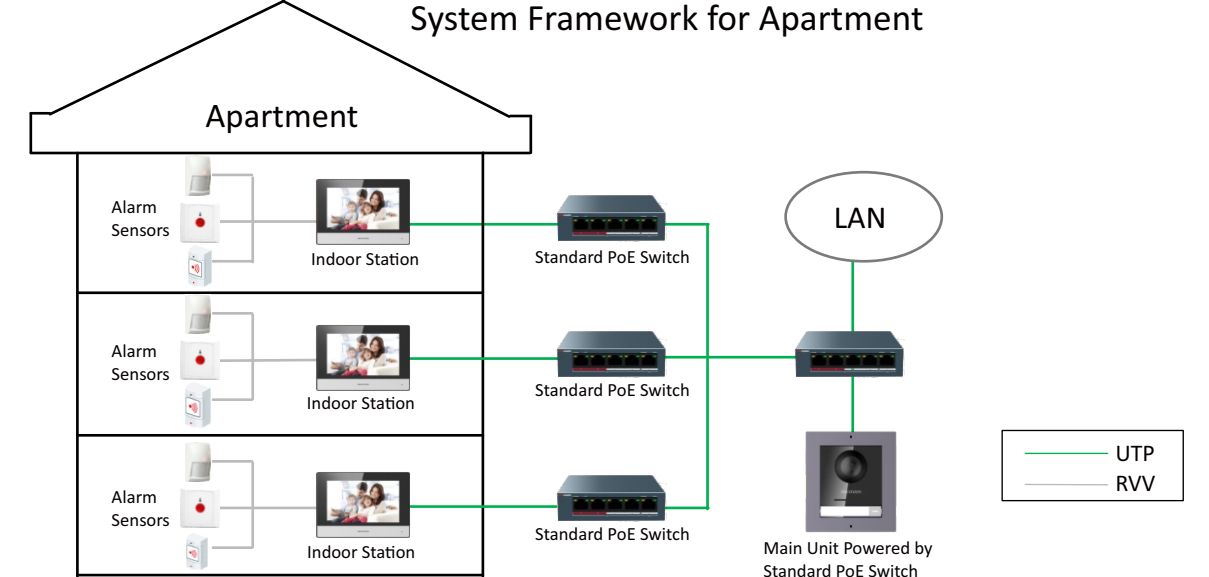 System Framework for Apartment
Apartment
Alarm
Sensors
Indoor Station
Standard PoE Switch
LAN
Alarm
Sensors
Indoor Station
Standard PoE Switch
Alarm
Sensors
Indoor Station
Standard PoE Switch
Main Unit Powered by
Standard PoE Switch
UTP
RVV